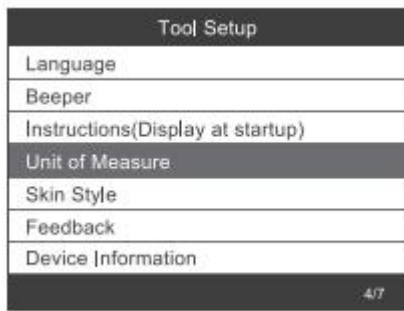 Tool Setup
Language
Beeper
Instructions(Display at startup)
Unit of Measure
Skin Style
Feedback
Device Information
4/7